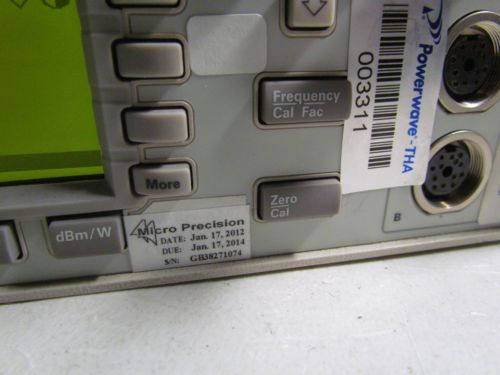 Frequency
Cal Fac
003311
Powerwave-THA
More
Zero
Cal
B
dBm/W
Micro Precision
DATE: Jan. 17, 2012
DUE: Jan. 17, 2014
S/N: GB38271074